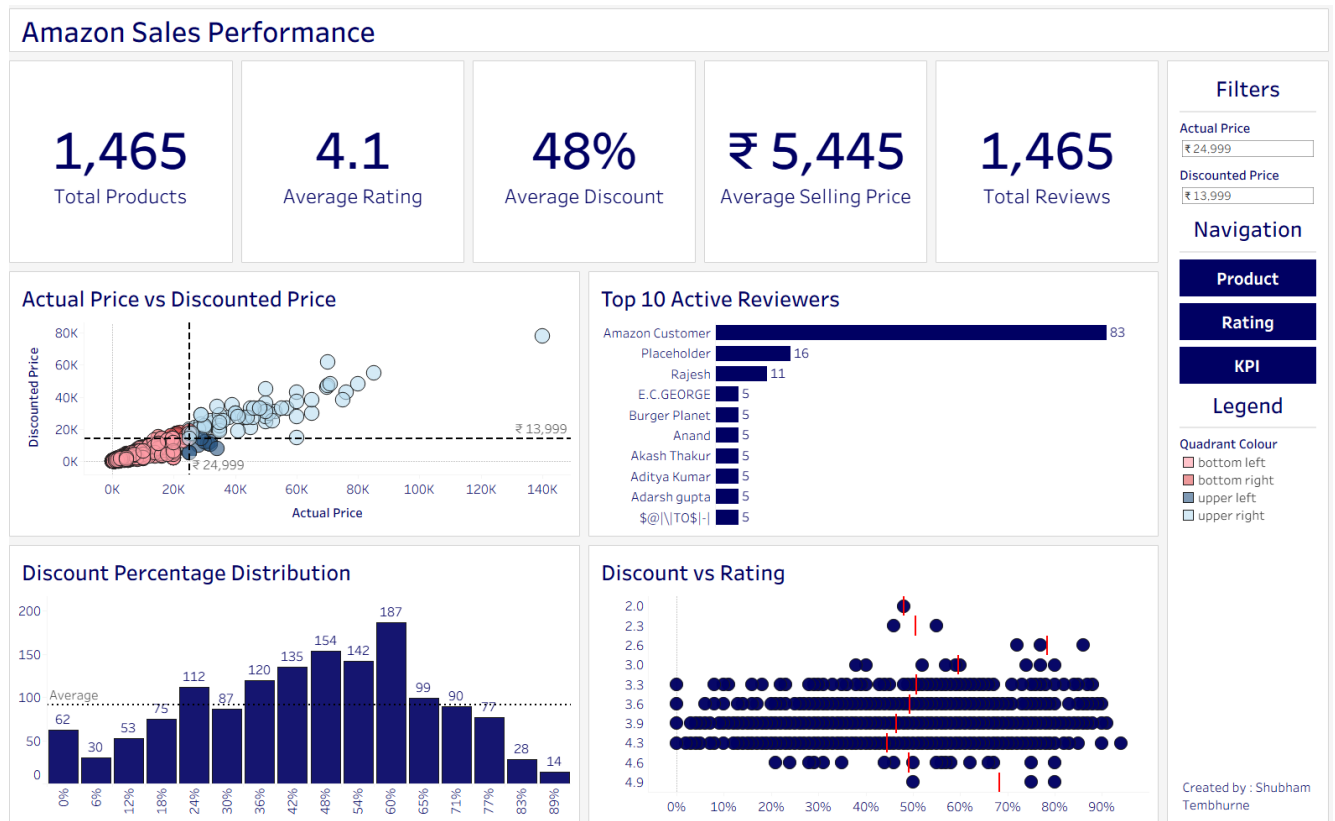 Amazon Sales Performance
1,465
Total Products
4.1
Average Rating
48%
Average Discount
₹ 5,445
Average Selling Price
1,465
Total Reviews
Filters
Actual Price
₹ 24,999
Discounted Price
₹ 13,999
Navigation
Product
Rating
KPI
Legend
Quadrant Colour
bottom left
bottom right
upper left
upper right
Created by : Shubham
Tembhurne
Actual Price vs Discounted Price
Discounted Price
80K
60K
40K
20K
0K
₹ 13,999
₹ 24,999
0K 20K 40K 60K 80K 100K 120K 140K
Actual Price
Top 10 Active Reviewers
Amazon Customer 83
Placeholder 16
Rajesh 11
E.C.GEORGE 5
Burger Planet 5
Anand 5
Akash Thakur 5
Aditya Kumar 5
Adarsh gupta 5
$@|\|TO$|-| 5
Discount Percentage Distribution
200
150
100
50
0
Average
62 30 53 75 112 87 120 135 154 142 187 99 90 77 28 14
0% 6% 12% 18% 24% 30% 36% 42% 48% 54% 60% 65% 71% 77% 83% 89%
Discount vs Rating
2.0
2.3
2.6
3.0
3.3
3.6
3.9
4.3
4.6
4.9
0% 10% 20% 30% 40% 50% 60% 70% 80% 90%